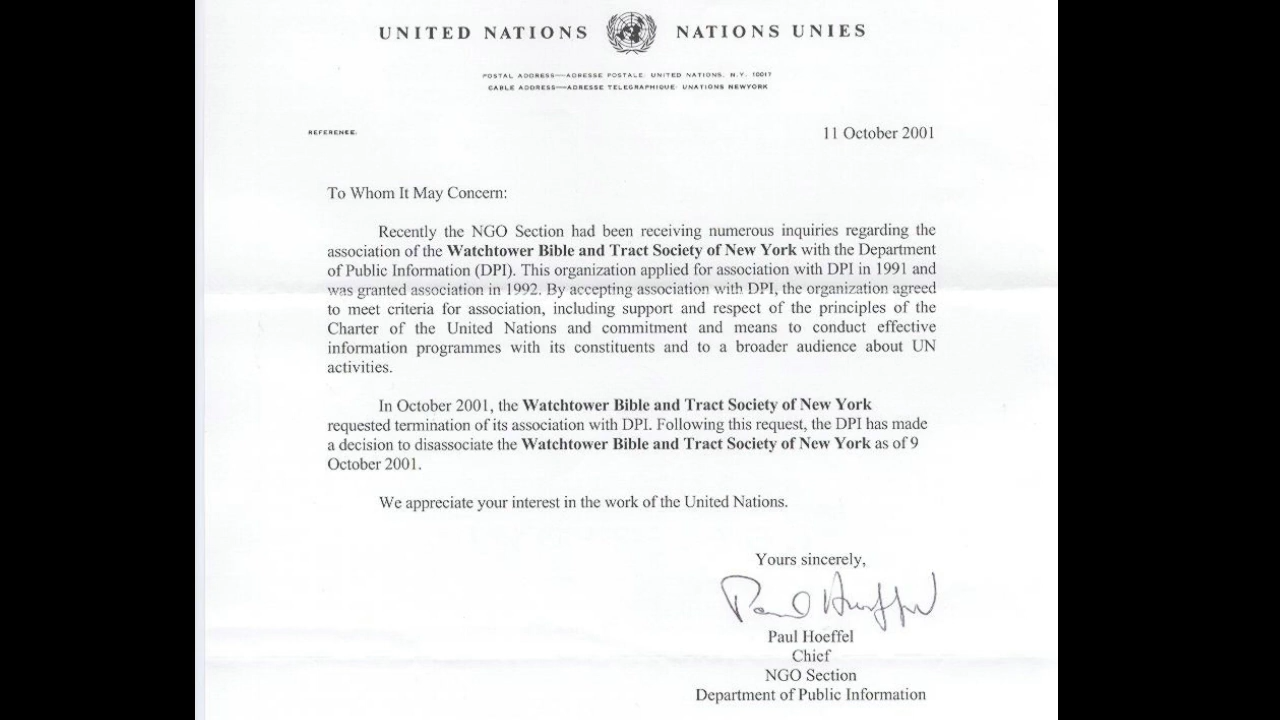 UNITED NATIONS NATIONS UNIES
POSTAL ADDRESS—ADRESSE POSTALE: UNITED NATIONS, N.Y. 10017
CABLE ADDRESS—ADRESSE TELEGRAPHIQUE: UNATIONS NEWYORK
REFERENCE:
11 October 2001
To Whom It May Concern:
Recently the NGO Section had been receiving numerous inquiries regarding the
association of the Watchtower Bible and Tract Society of New York with the Department
of Public Information (DPI). This organization applied for association with DPI in 1991 and
was granted association in 1992. By accepting association with DPI, the organization agreed
to meet criteria for association, including support and respect of the principles of the
Charter of the United Nations and commitment and means to conduct effective
information programmes with its constituents and to a broader audience about UN
activities.
In October 2001, the Watchtower Bible and Tract Society of New York
requested termination of its association with DPI. Following this request, the DPI has made
a decision to disassociate the Watchtower Bible and Tract Society of New York as of 9
October 2001.
We appreciate your interest in the work of the United Nations.
Yours sincerely,
Paul Hoeffel
Paul Hoeffel
Chief
NGO Section
Department of Public Information